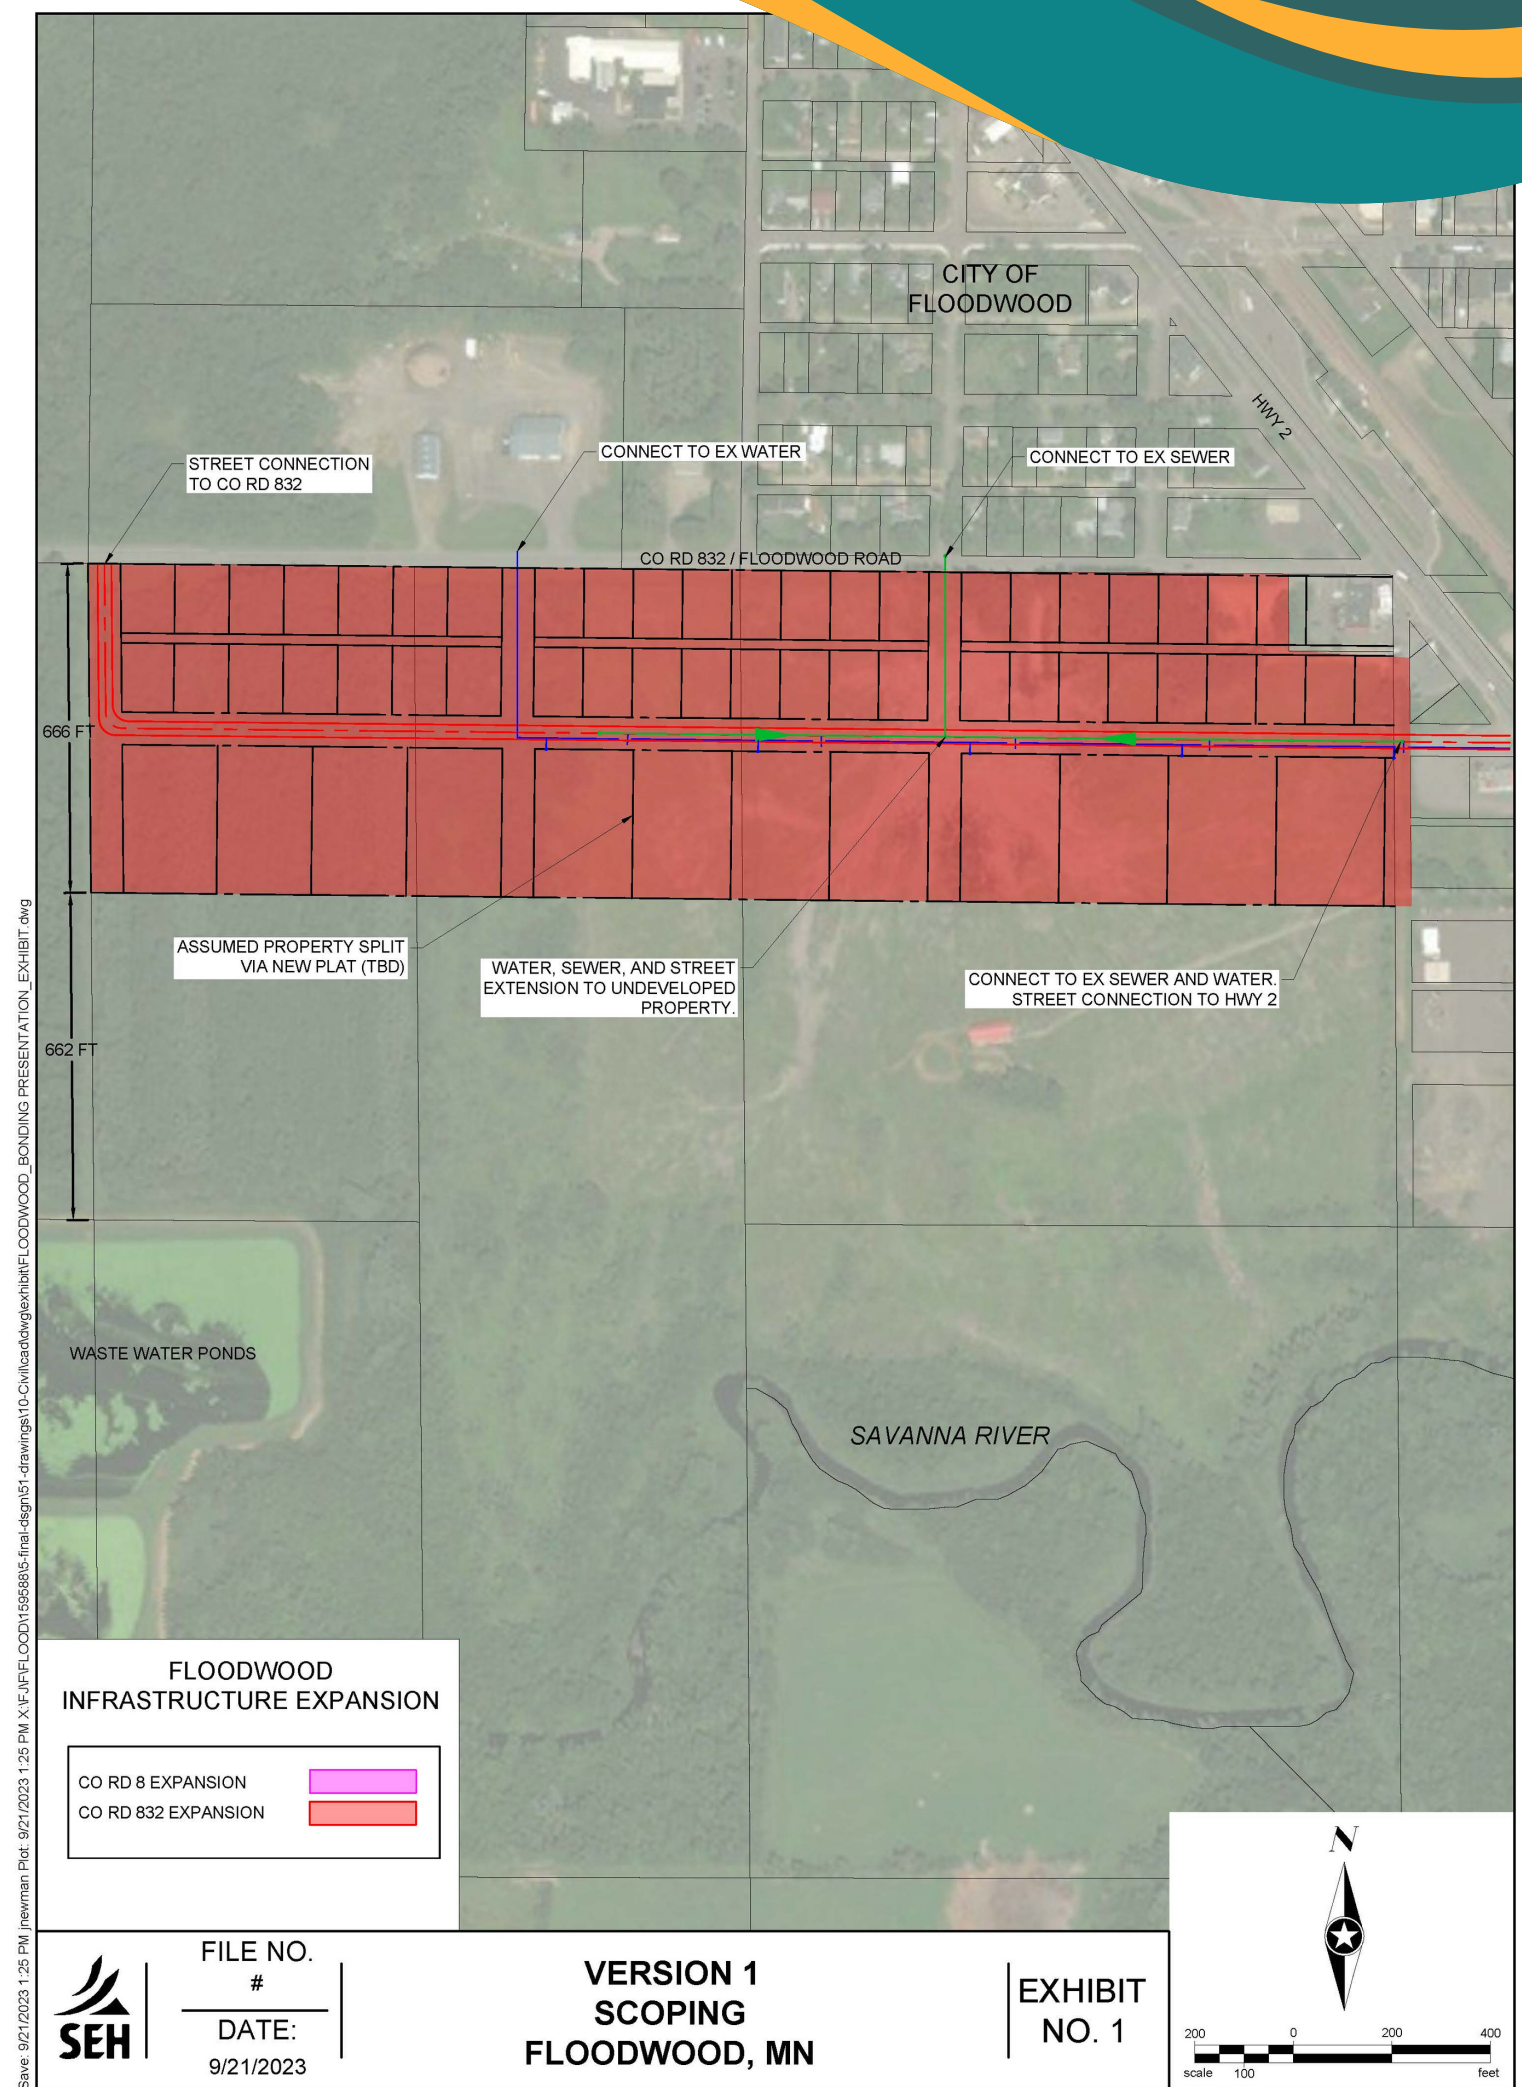 CITY OF
FLOODWOOD
HWY 2
STREET CONNECTION
TO CO RD 832
CONNECT TO EX WATER
CONNECT TO EX SEWER
CO RD 832 / FLOODWOOD ROAD
666 FT
ASSUMED PROPERTY SPLIT
VIA NEW PLAT (TBD)
WATER, SEWER, AND STREET
EXTENSION TO UNDEVELOPED
PROPERTY.
CONNECT TO EX SEWER AND WATER.
STREET CONNECTION TO HWY 2
662 FT
WASTE WATER PONDS
SAVANNA RIVER
FLOODWOOD
INFRASTRUCTURE EXPANSION
CO RD 8 EXPANSION
CO RD 832 EXPANSION
Save: 9/21/2023 1:25 PM jnewman Plot: 9/21/2023 1:25 PM X:\FJ\F\FLOOD\159588\5-final-dsgn\51-drawings\10-Civil\cad\dwg\exhibit\FLOODWOOD_BONDING PRESENTATION_EXHIBIT.dwg
SEH
FILE NO.
#
DATE:
9/21/2023
VERSION 1
SCOPING
FLOODWOOD, MN
EXHIBIT
NO. 1
N
200 0 200 400
scale 100 feet